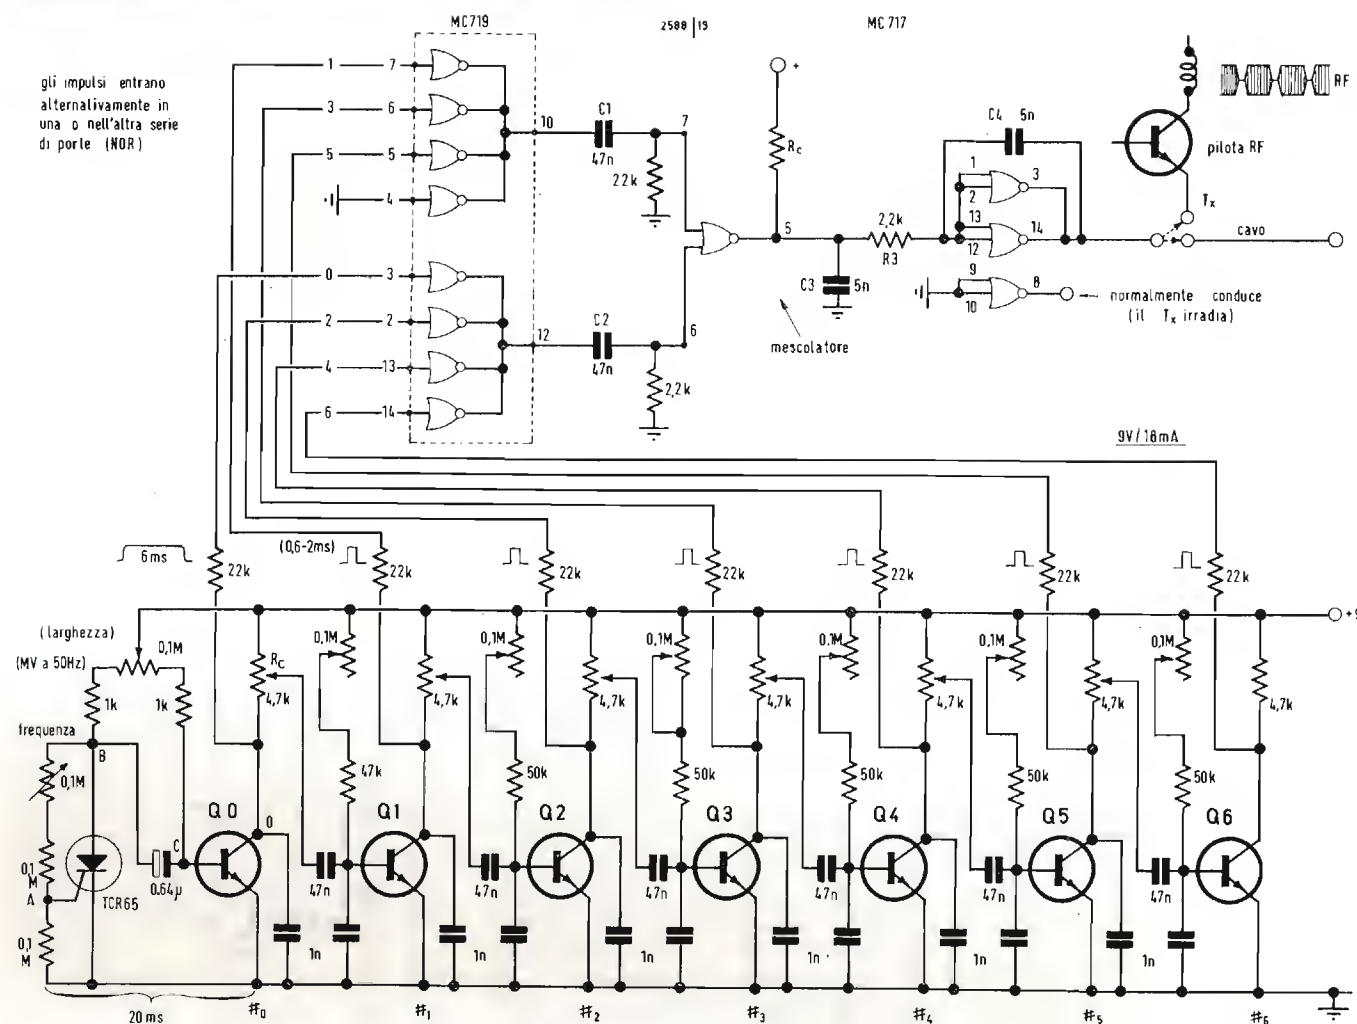 MC719
2588 | 19
MC717
gli impulsi entrano
alternativamente in
una o nell'altra serie
di porte (NOR)
1 7
3 6
5 5
4
0 3
2 2
4 13
6 14
10
12
C1
47n
22k
7
C2
47n
2,2k
6
+
Rc
5
mescolatore
C3
5n
2,2k
R3
C4 5n
1
2
3
13
12
14
9
10
8
RF
pilota RF
Tx
cavo
normalmente conduce
(il Tx irradia)
9V/18mA
6ms
(0,6-2ms)
22k
22k
22k
22k
22k
22k
22k
+9
(larghezza)
(MV a 50Hz)
0,1M
1k
1k
frequenza
0,1M
B
0,1
M
A
0,1
M
TCR65
0.64µ
C
Rc
4,7k
0,1M
4,7k
0,1M
4,7k
0,1M
4,7k
0,1M
4,7k
0,1M
4,7k
0,1M
4,7k
47k
50k
50k
50k
50k
50k
Q0
O
Q1
Q2
Q3
Q4
Q5
Q6
47n
47n
47n
47n
47n
47n
1n
1n
1n
1n
1n
1n
20ms
#0
#1
#2
#3
#4
#5
#6